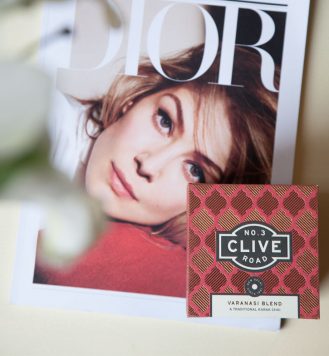 DIOR
NO. 3
CLIVE
ROAD
VARANASI BLEND
A TRADITIONAL KARAK CHAI